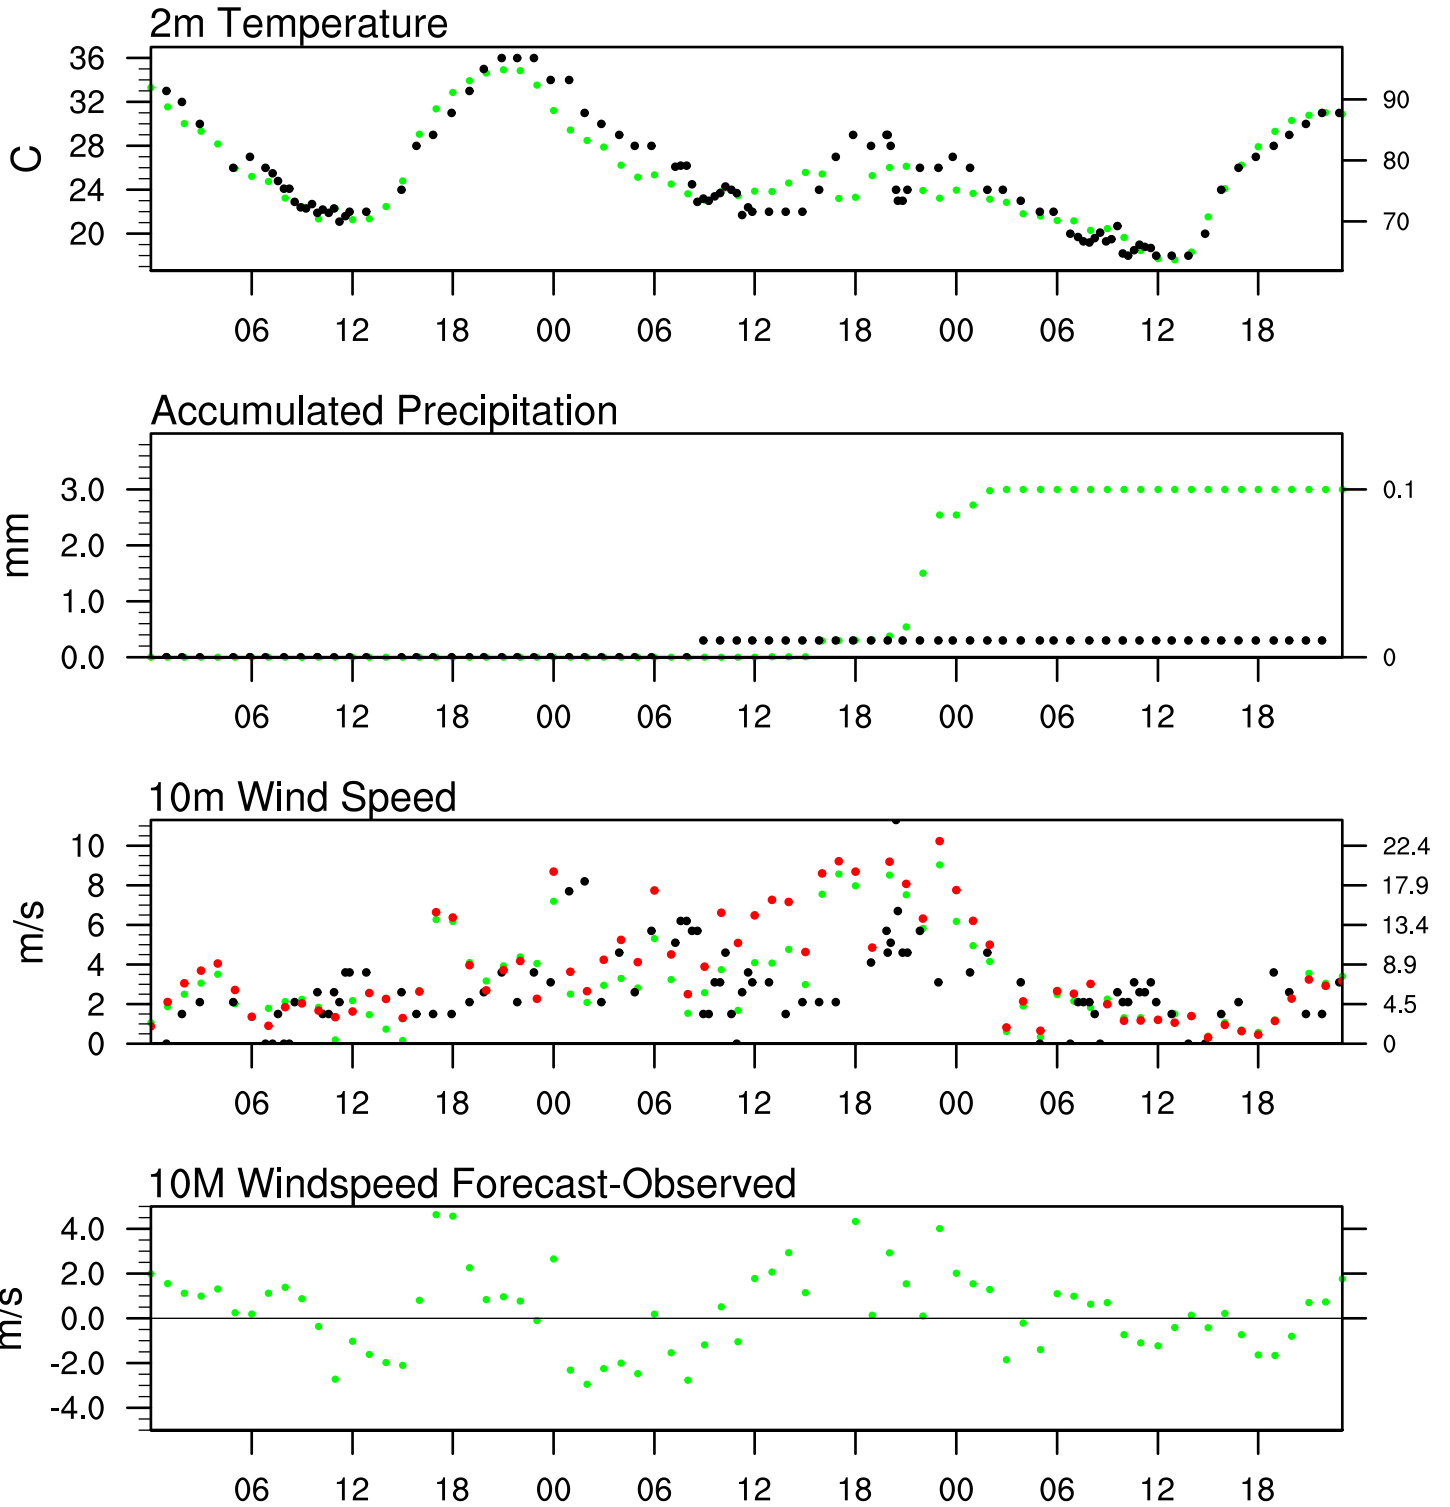 2m Temperature
36
32
28
24
20
C
90
80
70
06 12 18 00 06 12 18 00 06 12 18
Accumulated Precipitation
3.0
2.0
1.0
0.0
mm
0.1
0
06 12 18 00 06 12 18 00 06 12 18
10m Wind Speed
10
8
6
4
2
0
m/s
22.4
17.9
13.4
8.9
4.5
0
06 12 18 00 06 12 18 00 06 12 18
10M Windspeed Forecast-Observed
4.0
2.0
0.0
-2.0
-4.0
m/s
06 12 18 00 06 12 18 00 06 12 18